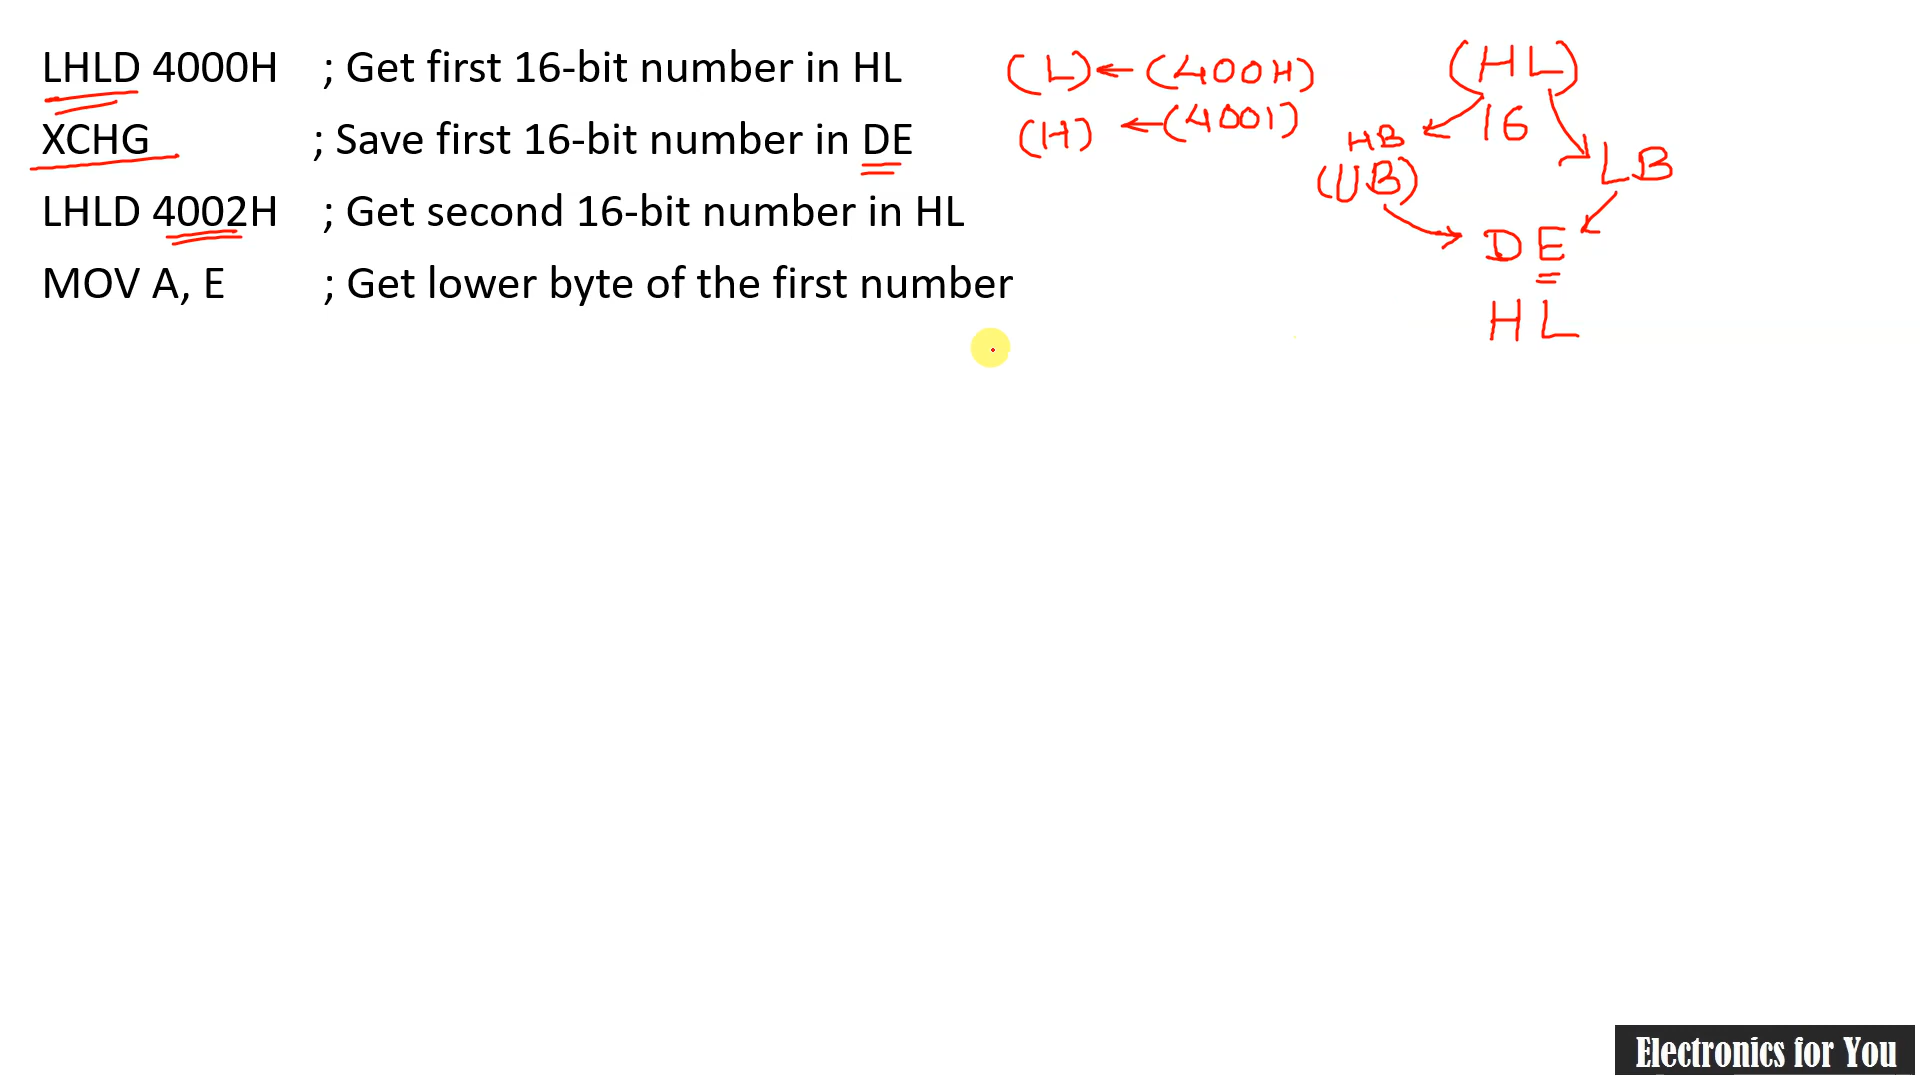 LHLD 4000H ; Get first 16-bit number in HL
XCHG ; Save first 16-bit number in DE
LHLD 4002H ; Get second 16-bit number in HL
MOV A, E ; Get lower byte of the first number
(L) ← (400H)
(H) ← (4001)
(HL)
16
HB
(UB)
LB
DE
HL
Electronics for You